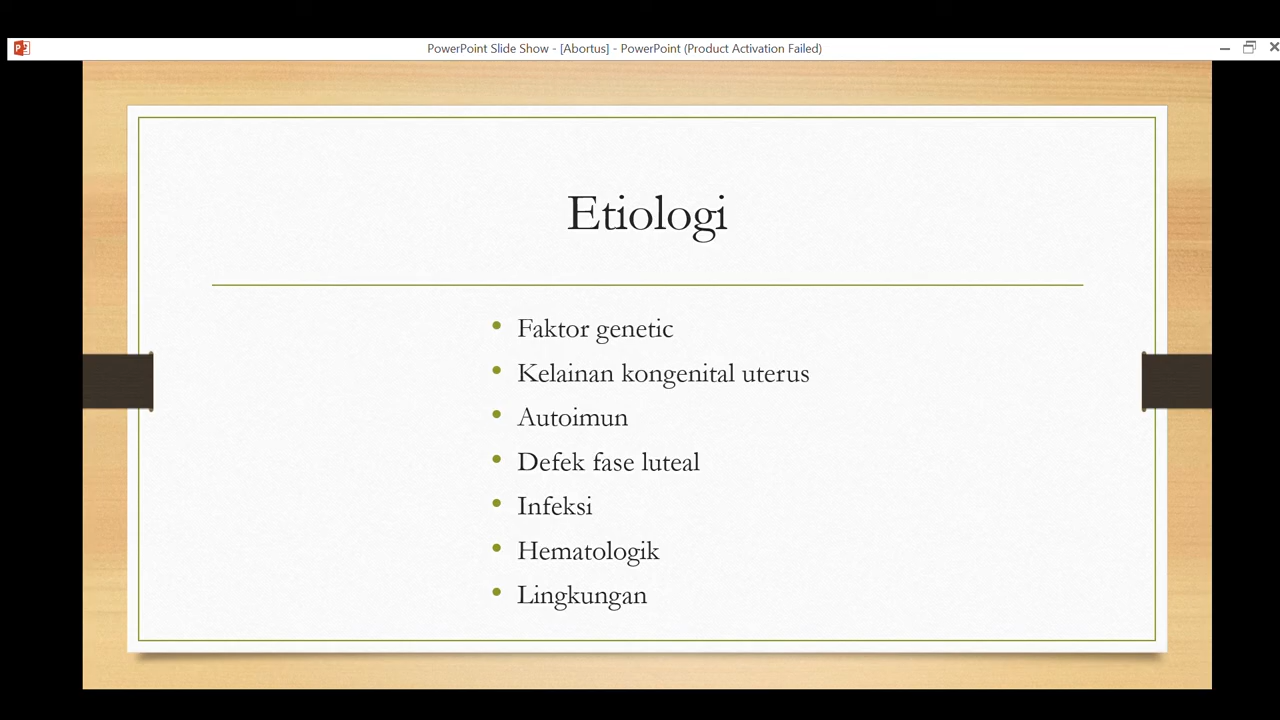 PowerPoint Slide Show - [Abortus] - PowerPoint (Product Activation Failed)
Etiologi
• Faktor genetic
• Kelainan kongenital uterus
• Autoimun
• Defek fase luteal
• Infeksi
• Hematologik
• Lingkungan